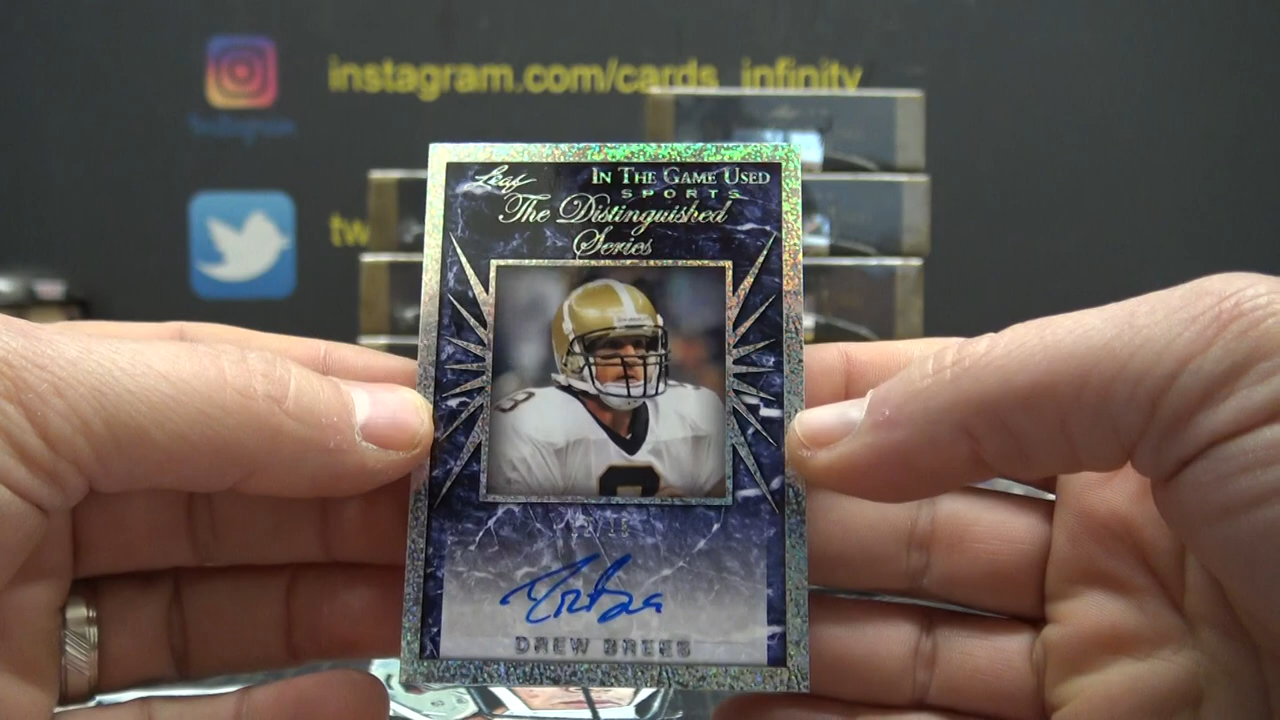 instagram.com/cards_infinity
Instagram
tw
Leaf
IN THE GAME USED
SPORTS
The Distinguished
Series
DREW BREES